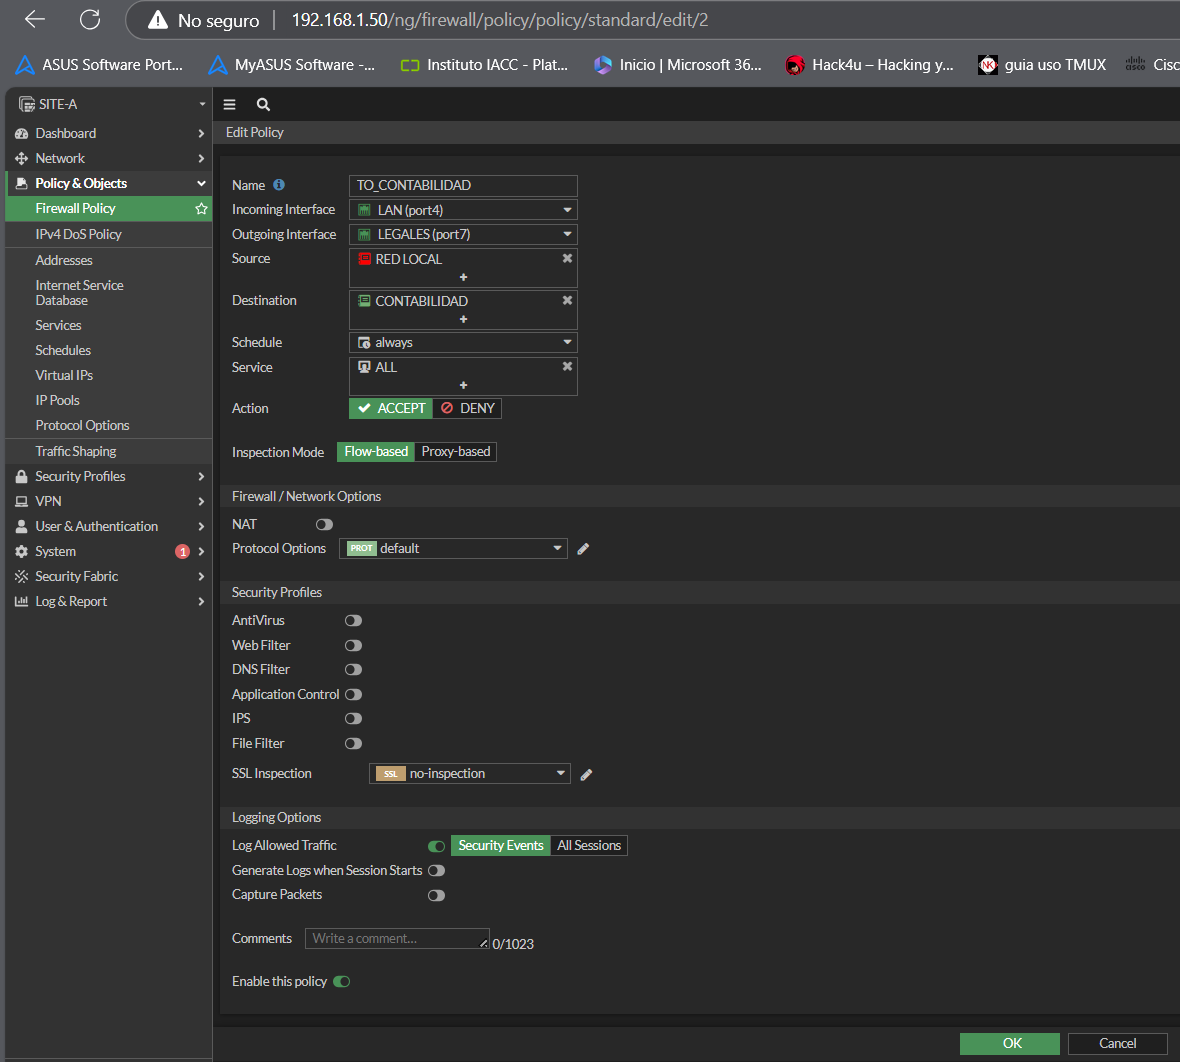 No seguro 192.168.1.50/ng/firewall/policy/policy/standard/edit/2
ASUS Software Port... MyASUS Software -... Instituto IACC - Plat... Inicio | Microsoft 36... Hack4u – Hacking y... NK guia uso TMUX cisco Cisc
SITE-A
Dashboard
Network
Policy & Objects
Firewall Policy
IPv4 DoS Policy
Addresses
Internet Service
Database
Services
Schedules
Virtual IPs
IP Pools
Protocol Options
Traffic Shaping
Security Profiles
VPN
User & Authentication
System 1
Security Fabric
Log & Report
Edit Policy
Name TO_CONTABILIDAD
Incoming Interface LAN (port4)
Outgoing Interface LEGALES (port7)
Source RED LOCAL
+
Destination CONTABILIDAD
+
Schedule always
Service ALL
+
Action ACCEPT DENY
Inspection Mode Flow-based Proxy-based
Firewall / Network Options
NAT
Protocol Options PROT default
Security Profiles
AntiVirus
Web Filter
DNS Filter
Application Control
IPS
File Filter
SSL Inspection SSL no-inspection
Logging Options
Log Allowed Traffic Security Events All Sessions
Generate Logs when Session Starts
Capture Packets
Comments Write a comment... 0/1023
Enable this policy
OK Cancel